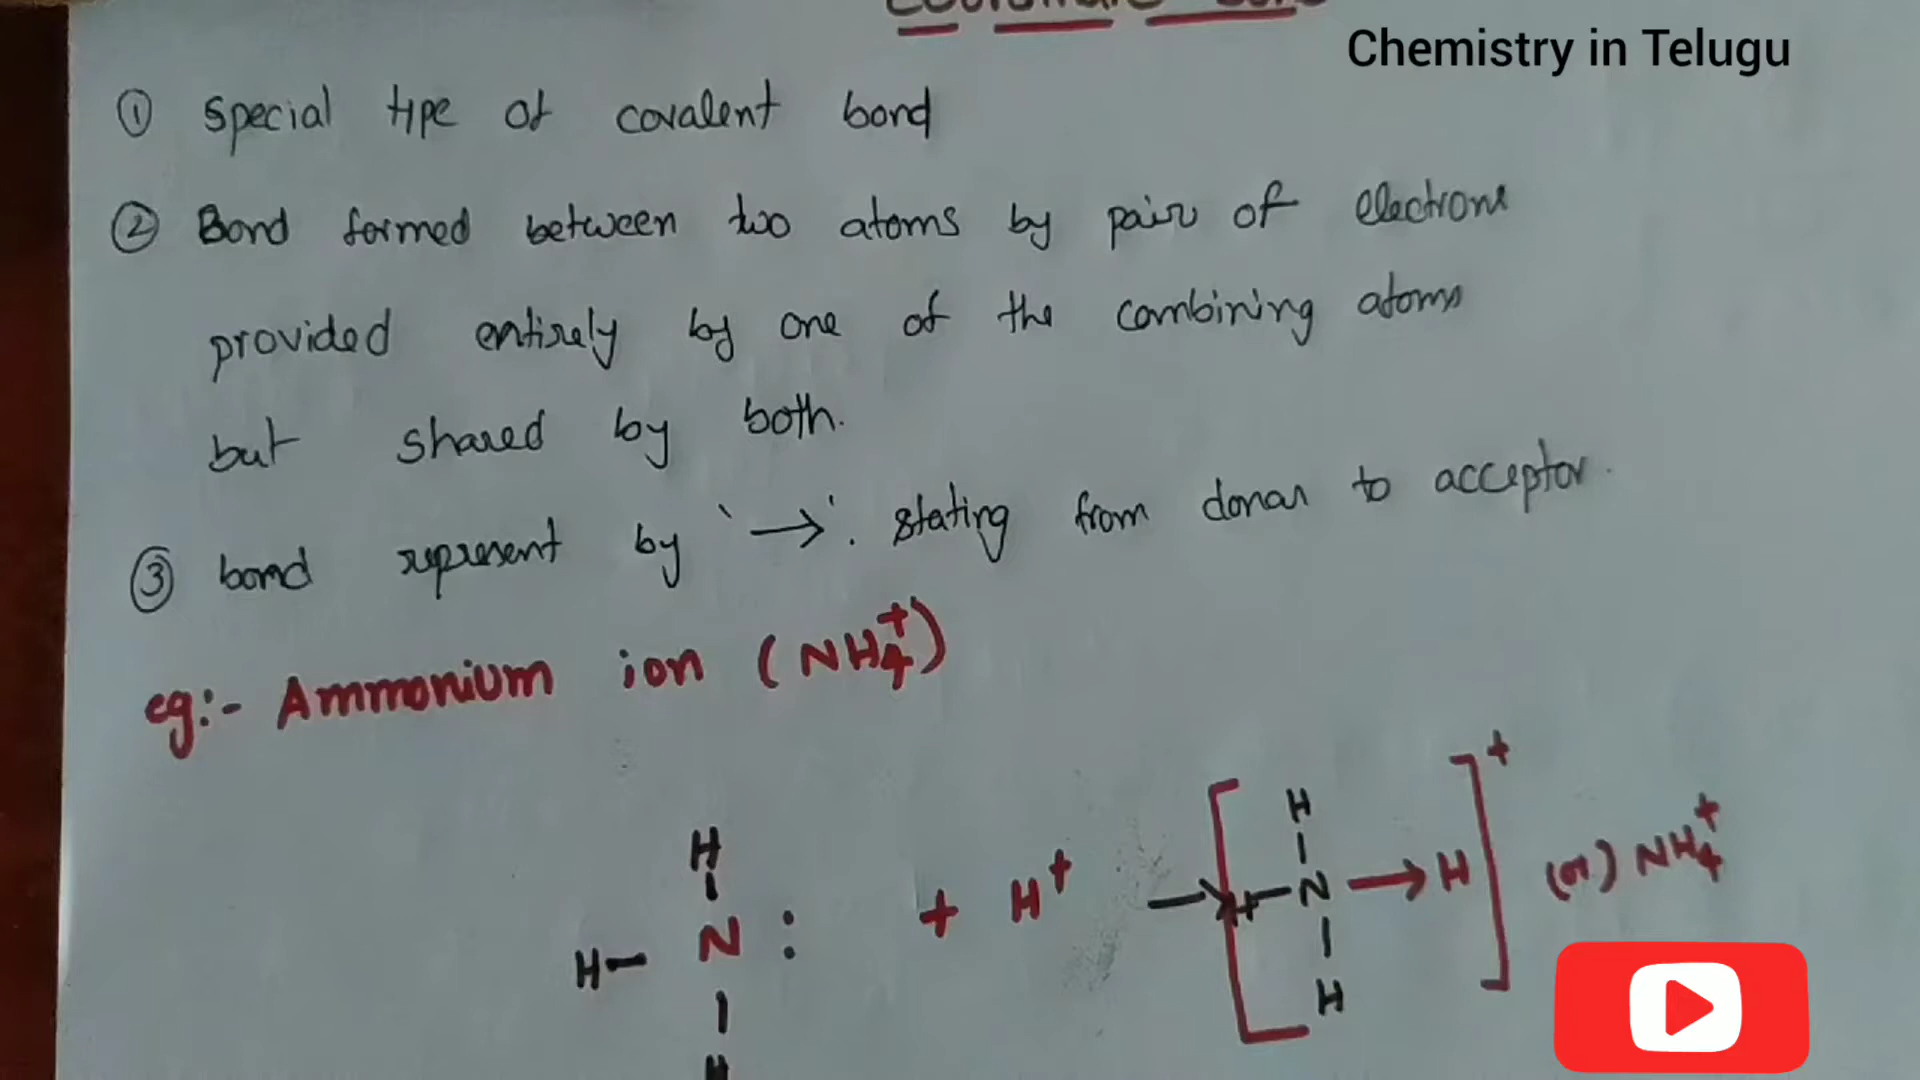 Chemistry in Telugu
① special type of covalent bond
② Bond formed between two atoms by pair of electrons
provided entirely by one of the combining atoms
but shared by both.
③ bond represent by '→'. stating from donar to acceptor.
eg:- Ammonium ion (NH₄⁺)
H
H
+
H–N: + H⁺ → [H–N→H] (or) NH₄⁺
H
H